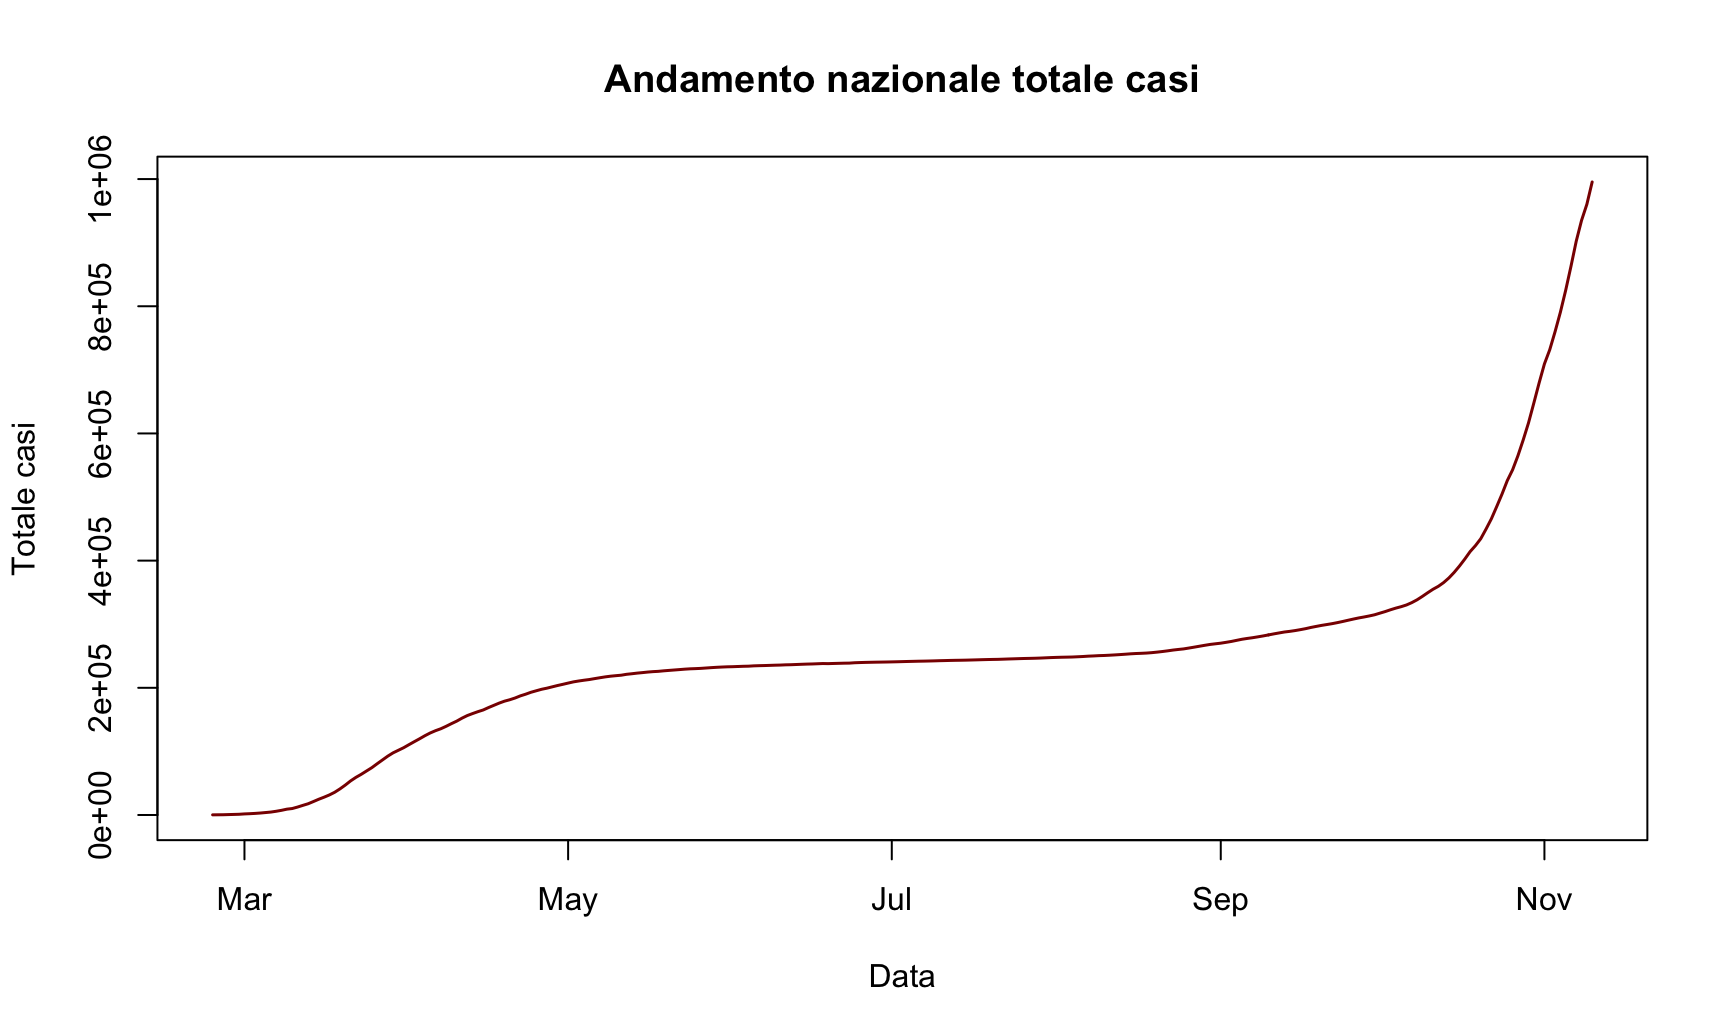 Andamento nazionale totale casi
Totale casi
1e+06
8e+05
6e+05
4e+05
2e+05
0e+00
Mar May Jul Sep Nov
Data